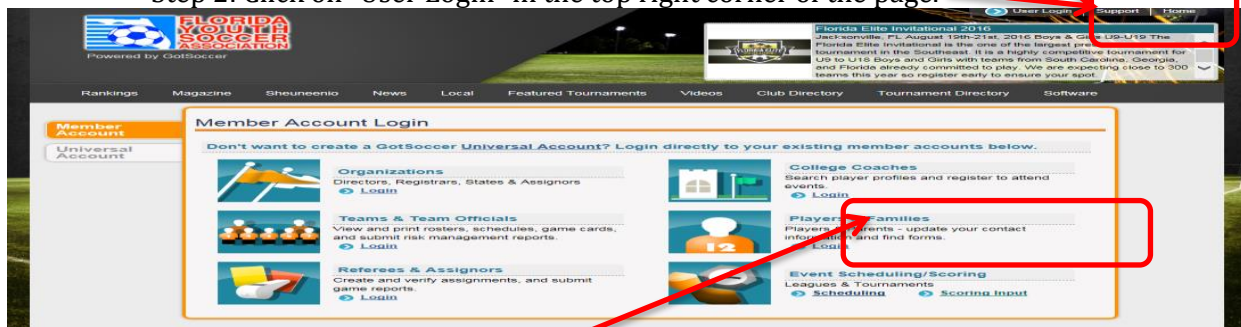 Step 2: Click on "User Login" in the top right corner of the page.
User Login Support Home
FLORIDA
YOUTH
SOCCER
ASSOCIATION
Powered by GotSoccer
Florida Elite Invitational 2016
Jacksonville, FL August 19th-21st, 2016 Boys & Girls U9-U19 The
Florida Elite Invitational is the one of the largest
tournament in the Southeast. It is a highly competitive tournament for
U9 to U18 Boys and Girls with teams from South Carolina, Georgia,
and Florida already committed to play. We are expecting close to 300
teams this year so register early to ensure your spot.
Rankings Magazine Sheuneenio News Local Featured Tournaments Videos Club Directory Tournament Directory Software
Member
Account
Universal
Account
Member Account Login
Don't want to create a GotSoccer Universal Account? Login directly to your existing member accounts below.
Organizations
Directors, Registrars, States & Assignors
Login
College Coaches
Search player profiles and register to attend
events.
Login
Teams & Team Officials
View and print rosters, schedules, game cards,
and submit risk management reports.
Login
12
Players Families
Players & Parents - update your contact
information and find forms.
Login
Referees & Assignors
Create and verify assignments, and submit
game reports.
Login
Event Scheduling/Scoring
Leagues & Tournaments
Scheduling Scoring Input